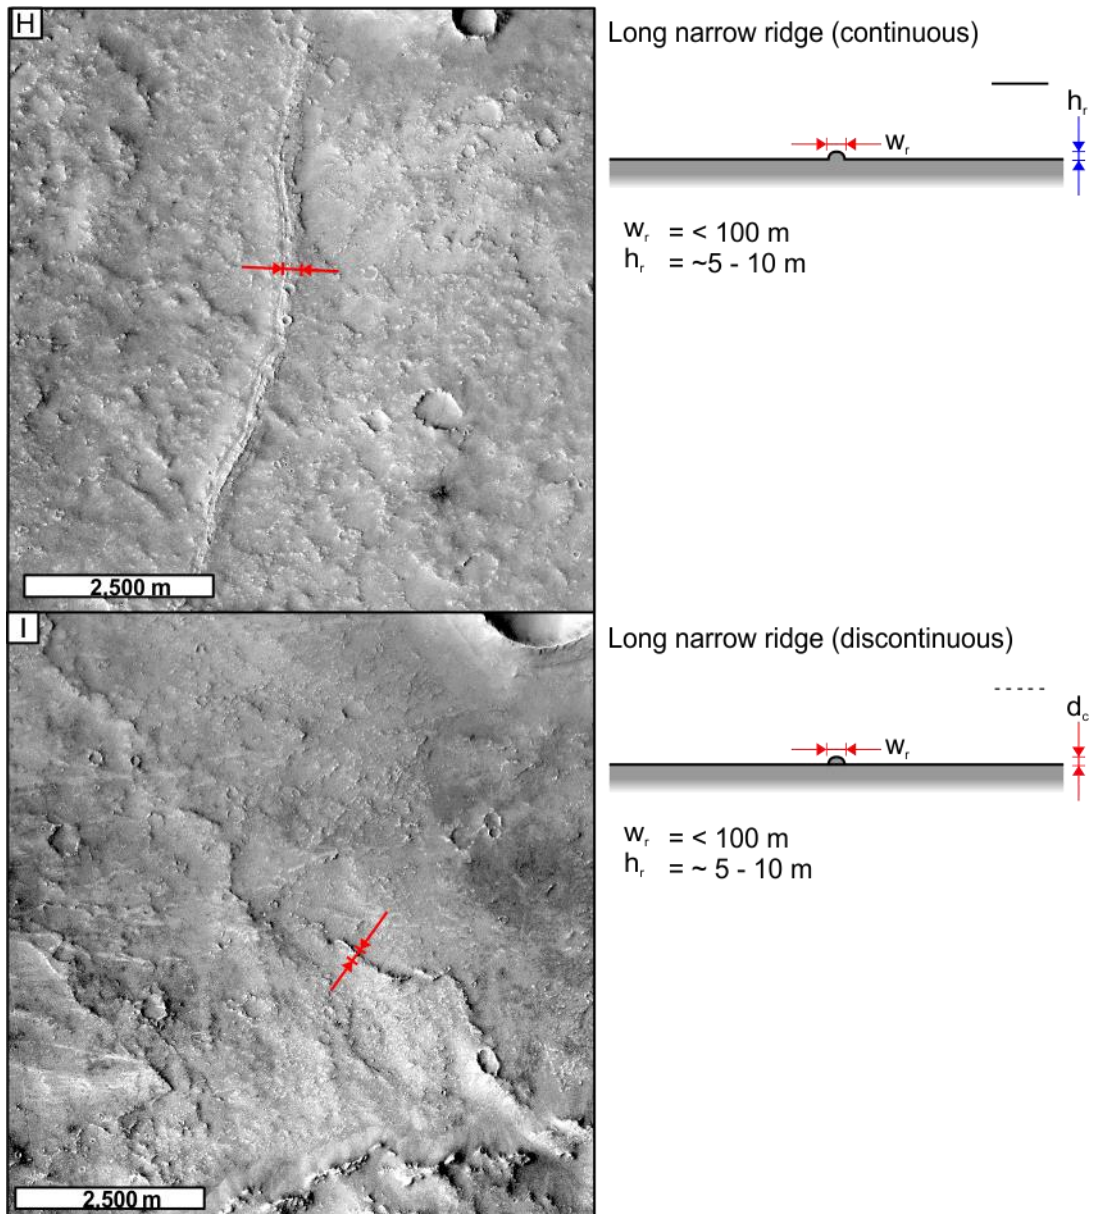 H
Long narrow ridge (continuous)
hr
wr
wr = < 100 m
hr = ~5 - 10 m
2,500 m
I
Long narrow ridge (discontinuous)
dc
wr
wr = < 100 m
hr = ~ 5 - 10 m
2,500 m